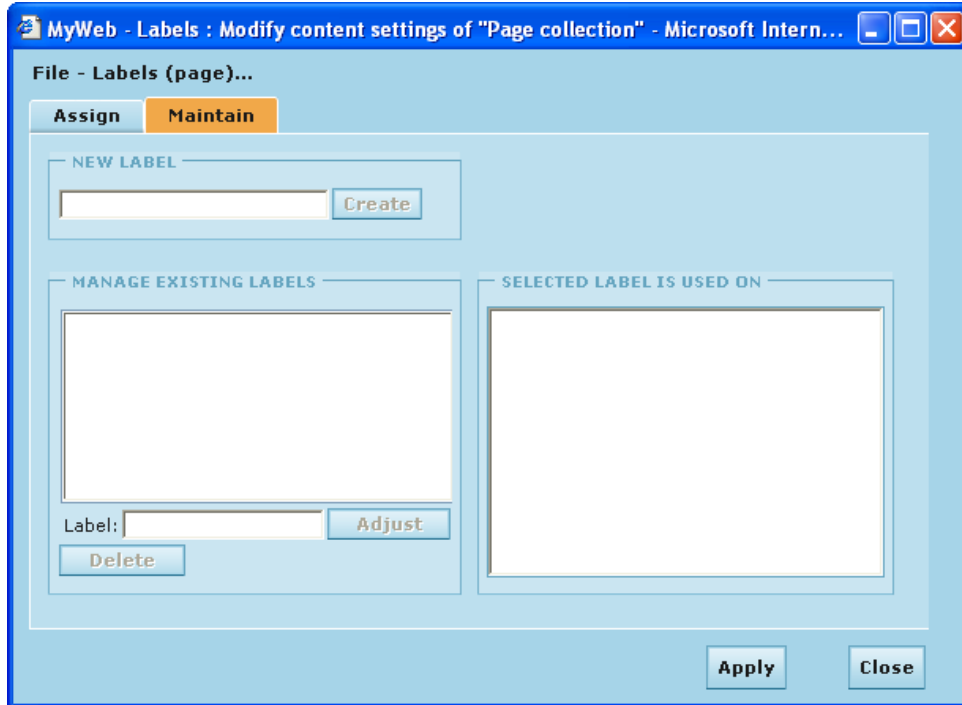 MyWeb - Labels : Modify content settings of "Page collection" - Microsoft Intern...
File - Labels (page)...
Assign Maintain
NEW LABEL
Create
MANAGE EXISTING LABELS
SELECTED LABEL IS USED ON
Label: Adjust
Delete
Apply Close